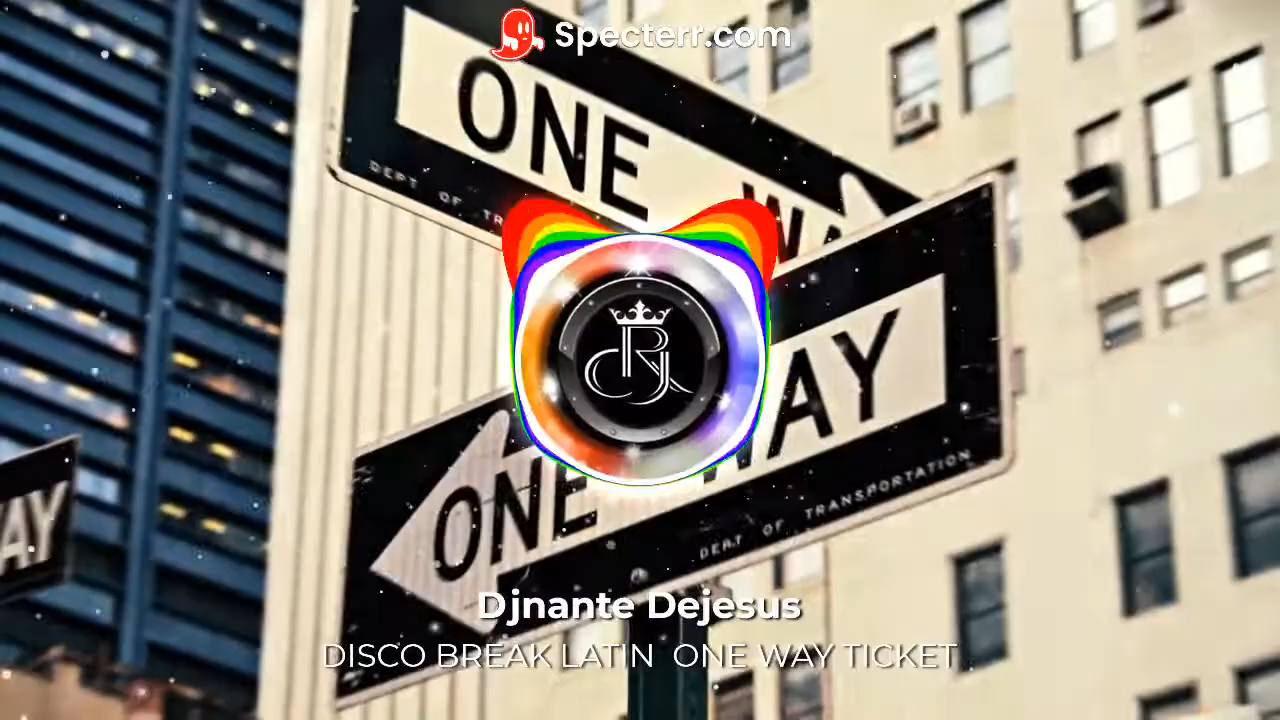 Specterr.com
ONE WA
DEPT OF TR
WAY
ONE WAY
DEPT OF TRANSPORTATION
AY
Djnante Dejesus
DISCO BREAK LATIN ONE WAY TICKET